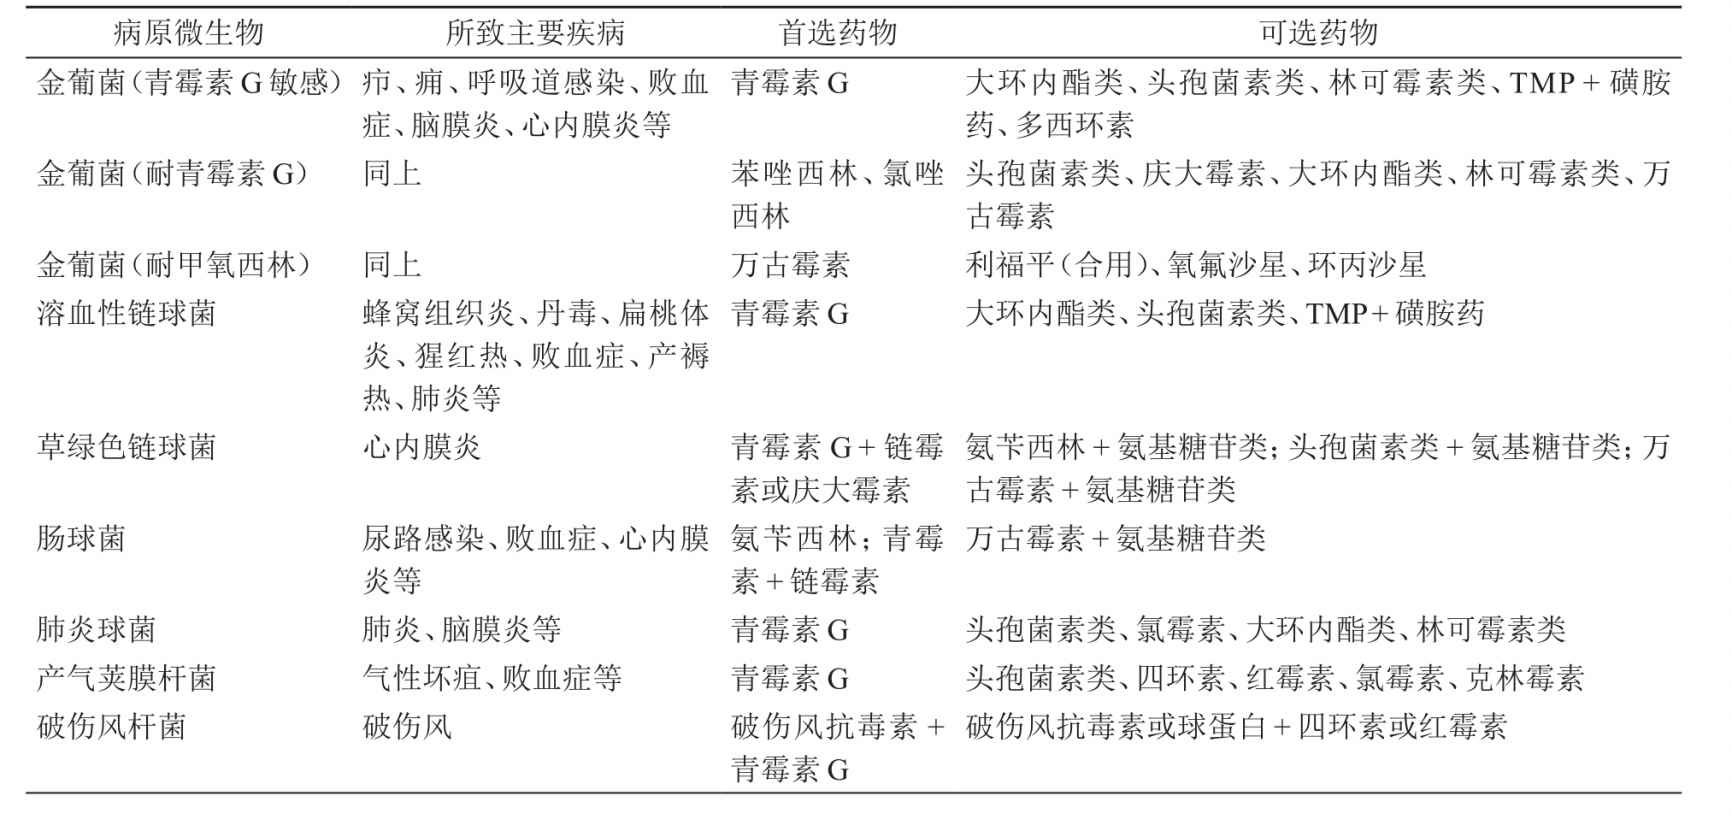 病原微生物 所致主要疾病 首选药物 可选药物
金葡菌(青霉素G敏感) 疖、痈、呼吸道感染、败血 青霉素G 大环内酯类、头孢菌素类、林可霉素类、TMP+磺胺
症、脑膜炎、心内膜炎等 药、多西环素
金葡菌(耐青霉素G) 同上 苯唑西林、氯唑 头孢菌素类、庆大霉素、大环内酯类、林可霉素类、万
西林 古霉素
金葡菌(耐甲氧西林) 同上 万古霉素 利福平(合用)、氧氟沙星、环丙沙星
溶血性链球菌 蜂窝组织炎、丹毒、扁桃体 青霉素G 大环内酯类、头孢菌素类、TMP+磺胺药
炎、猩红热、败血症、产褥
热、肺炎等
草绿色链球菌 心内膜炎 青霉素G+链霉 氨苄西林+氨基糖苷类;头孢菌素类+氨基糖苷类;万
素或庆大霉素 古霉素+氨基糖苷类
肠球菌 尿路感染、败血症、心内膜 氨苄西林;青霉 万古霉素+氨基糖苷类
炎等 素+链霉素
肺炎球菌 肺炎、脑膜炎等 青霉素G 头孢菌素类、氯霉素、大环内酯类、林可霉素类
产气荚膜杆菌 气性坏疽、败血症等 青霉素G 头孢菌素类、四环素、红霉素、氯霉素、克林霉素
破伤风杆菌 破伤风 破伤风抗毒素+ 破伤风抗毒素或球蛋白+四环素或红霉素
青霉素G